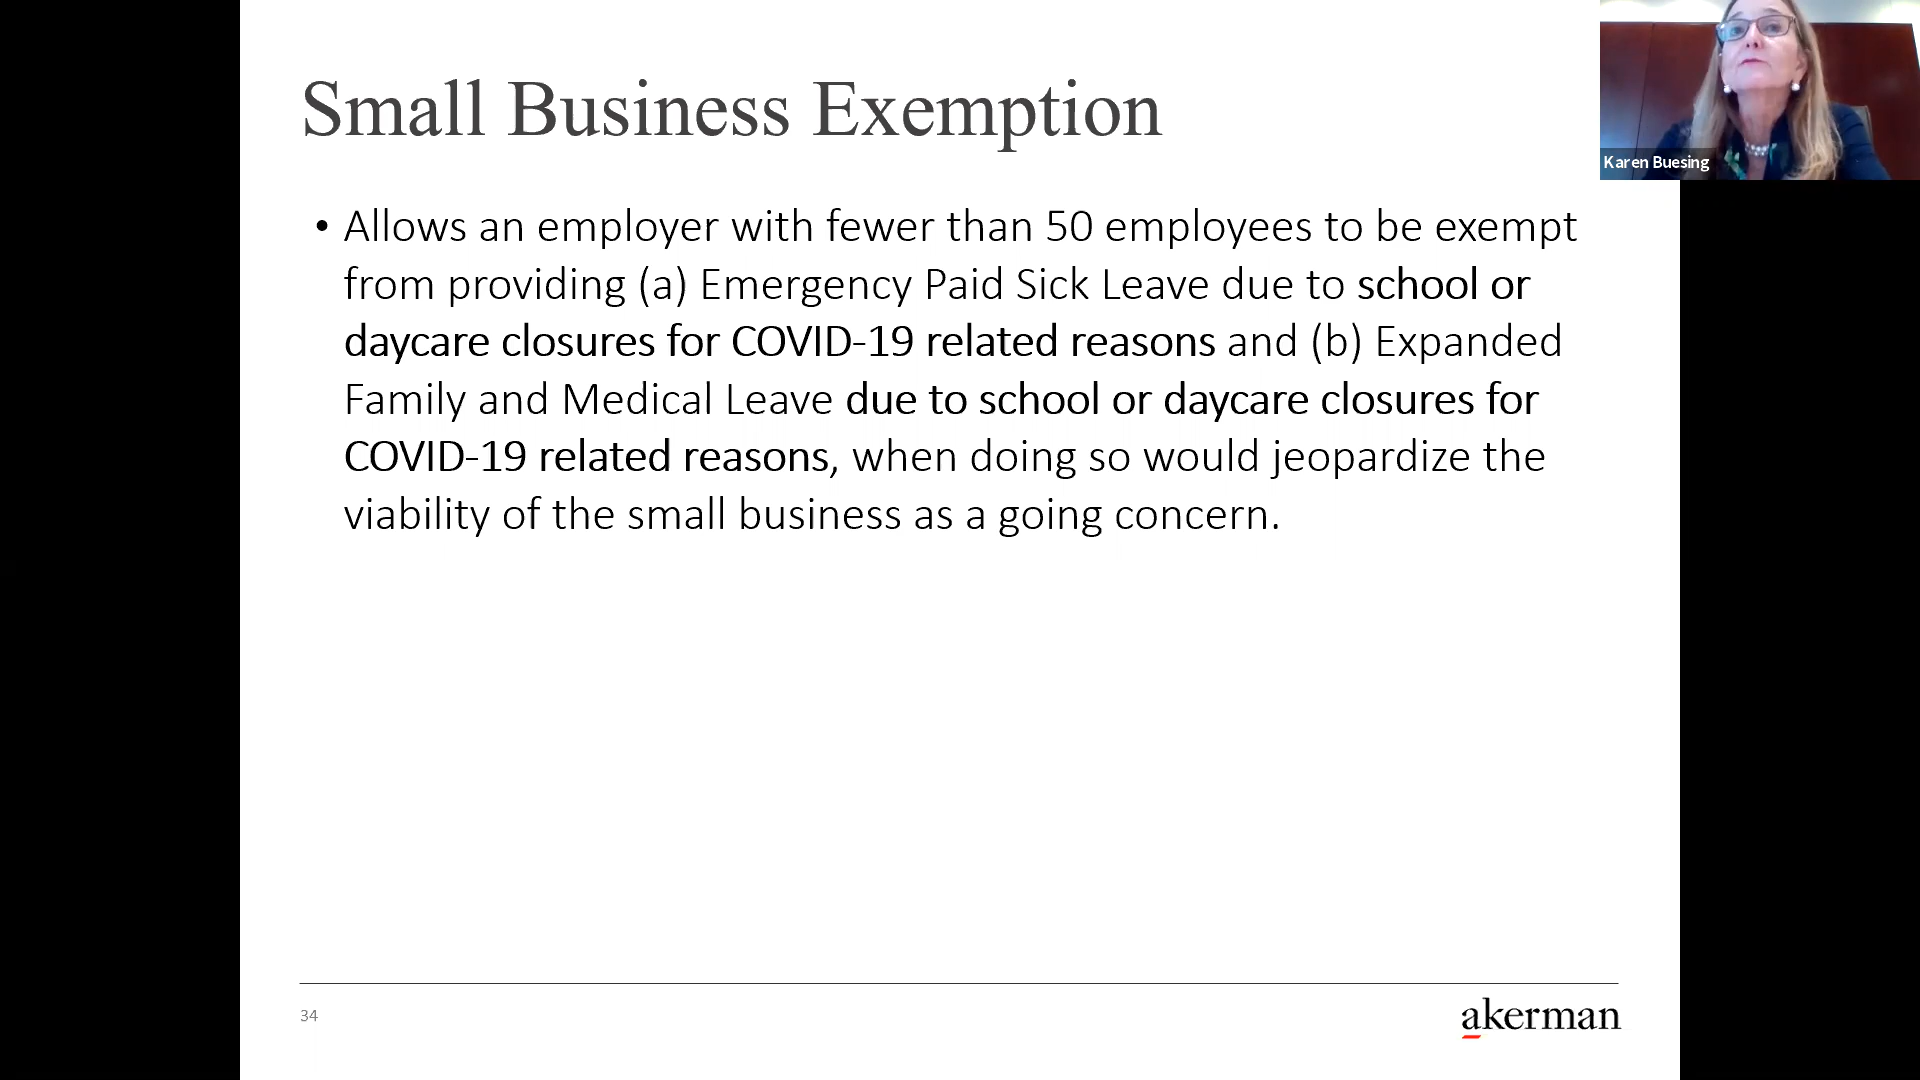 Small Business Exemption
Karen Buesing
• Allows an employer with fewer than 50 employees to be exempt
from providing (a) Emergency Paid Sick Leave due to school or
daycare closures for COVID-19 related reasons and (b) Expanded
Family and Medical Leave due to school or daycare closures for
COVID-19 related reasons, when doing so would jeopardize the
viability of the small business as a going concern.
34
akerman